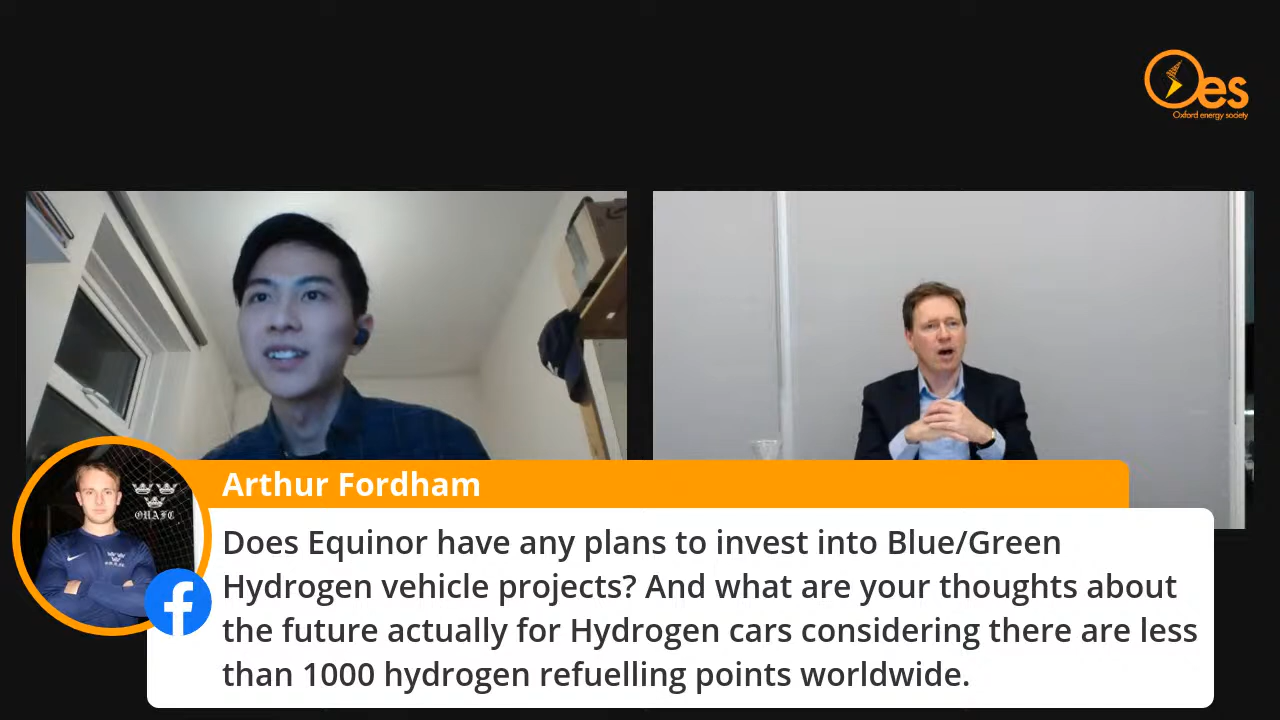 Oes
Oxford energy society
Arthur Fordham
OUAFC
Does Equinor have any plans to invest into Blue/Green
Hydrogen vehicle projects? And what are your thoughts about
the future actually for Hydrogen cars considering there are less
than 1000 hydrogen refuelling points worldwide.